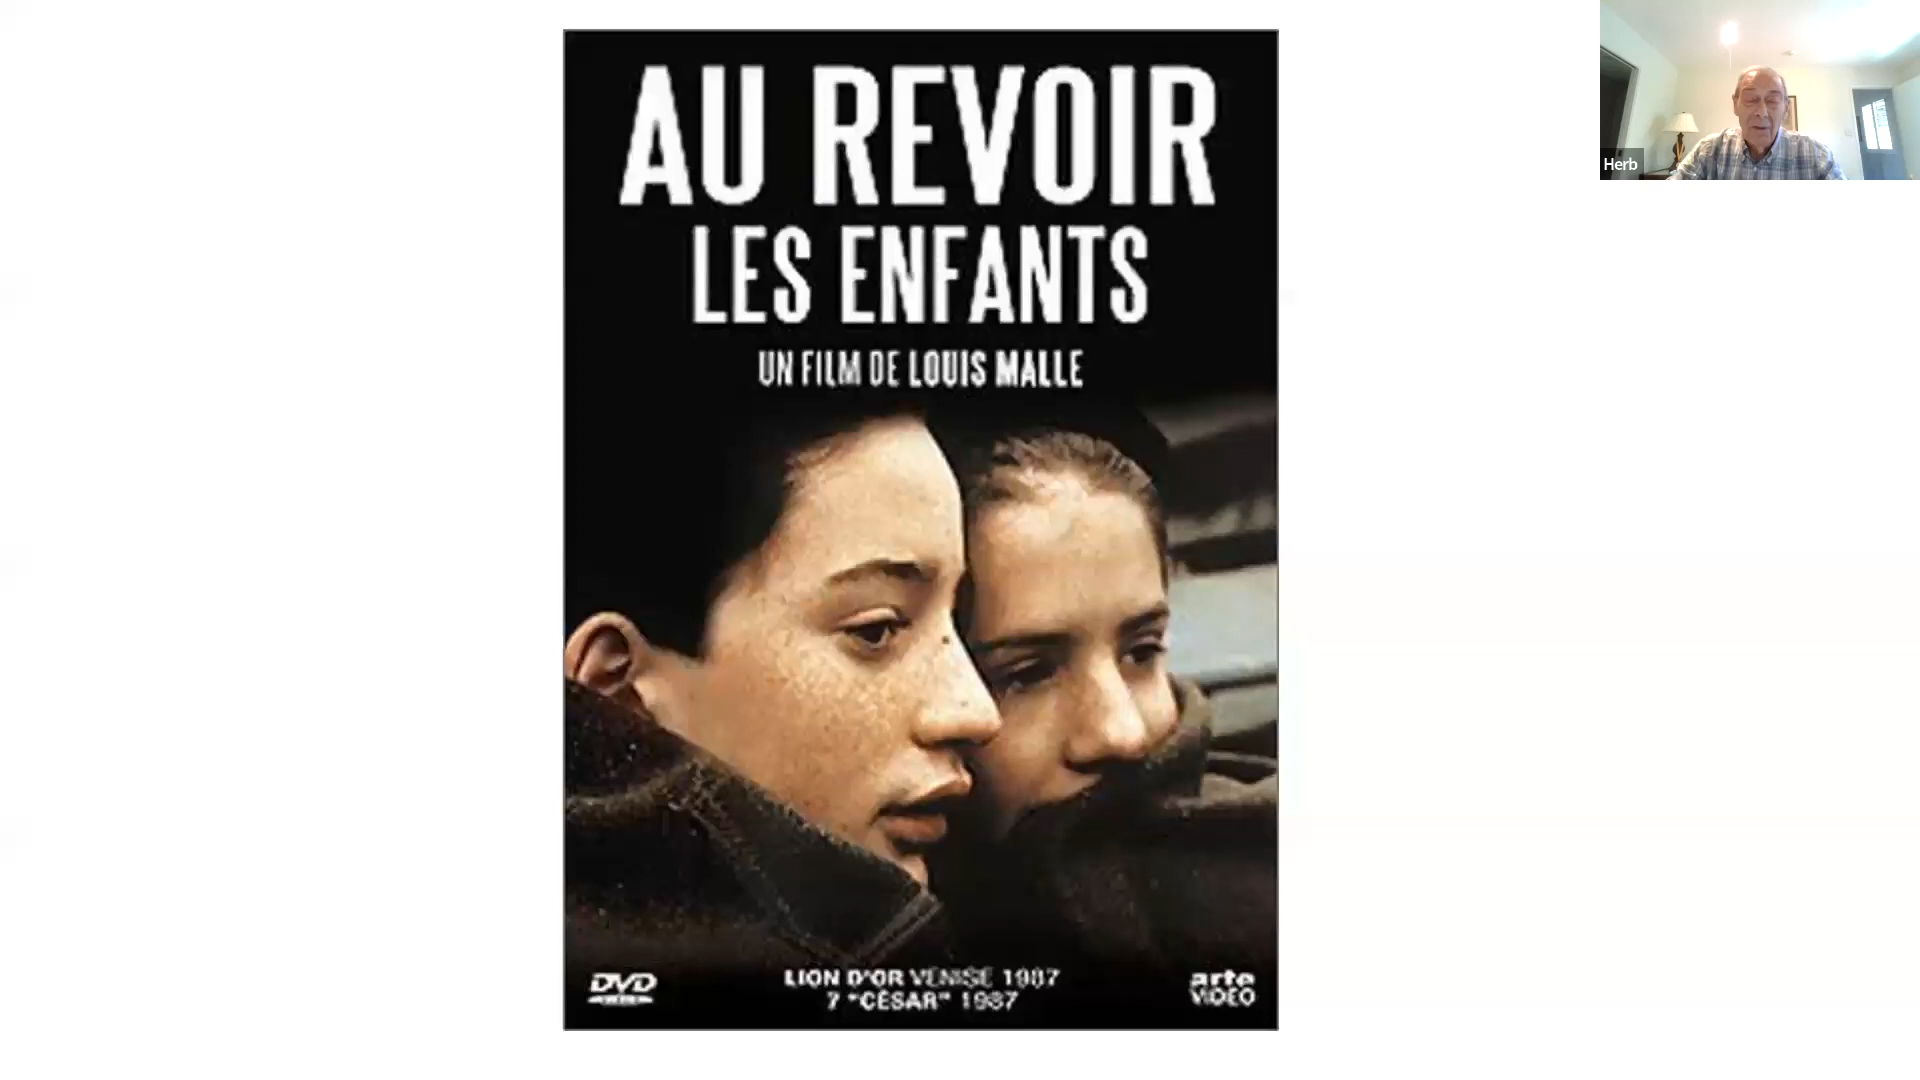 AU REVOIR
LES ENFANTS
UN FILM DE LOUIS MALLE
DVD
LION D'OR VENISE 1987
7 "CÉSAR" 1987
arte
VIDEO
Herb